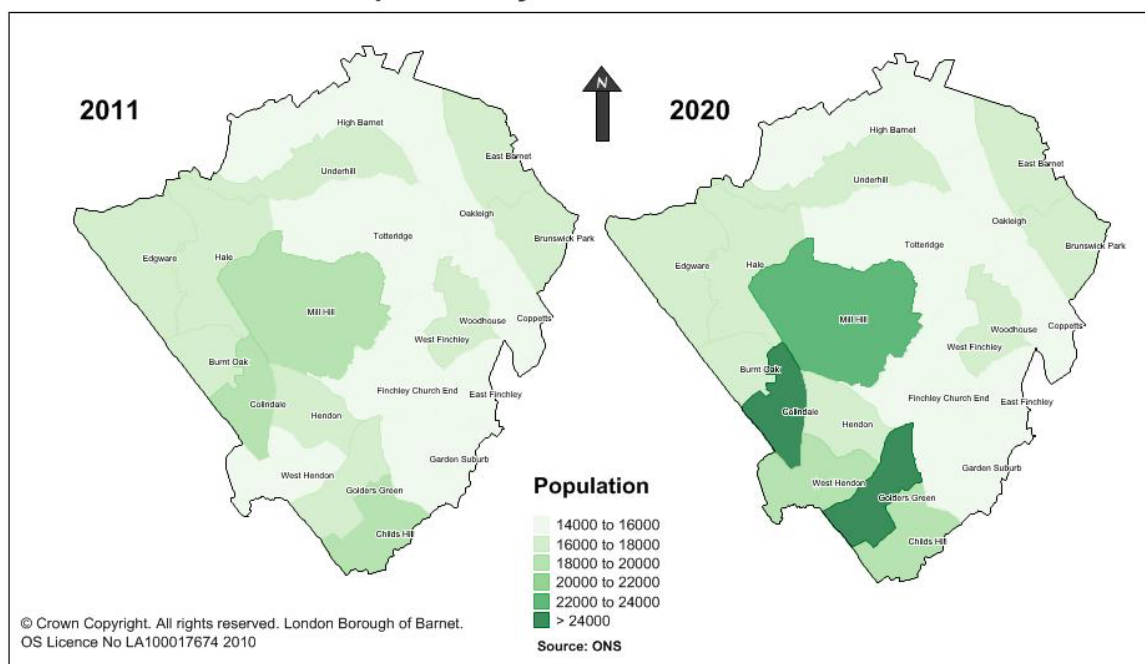 2011
N
2020
High Barnet
East Barnet
Underhill
Oakleigh
Brunswick Park
Totteridge
Edgware
Hale
Mill Hill
Woodhouse
Coppetts
West Finchley
Burnt Oak
Finchley Church End
East Finchley
Colindale
Hendon
Garden Suburb
West Hendon
Golders Green
Childs Hill
High Barnet
East Barnet
Underhill
Oakleigh
Brunswick Park
Totteridge
Edgware
Hale
Mill Hill
Woodhouse
Coppetts
West Finchley
Burnt Oak
Finchley Church End
East Finchley
Colindale
Hendon
Garden Suburb
West Hendon
Golders Green
Childs Hill
Population
14000 to 16000
16000 to 18000
18000 to 20000
20000 to 22000
22000 to 24000
> 24000
Source: ONS
© Crown Copyright. All rights reserved. London Borough of Barnet.
OS Licence No LA100017674 2010